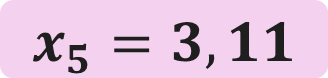 x₅ = 3,11